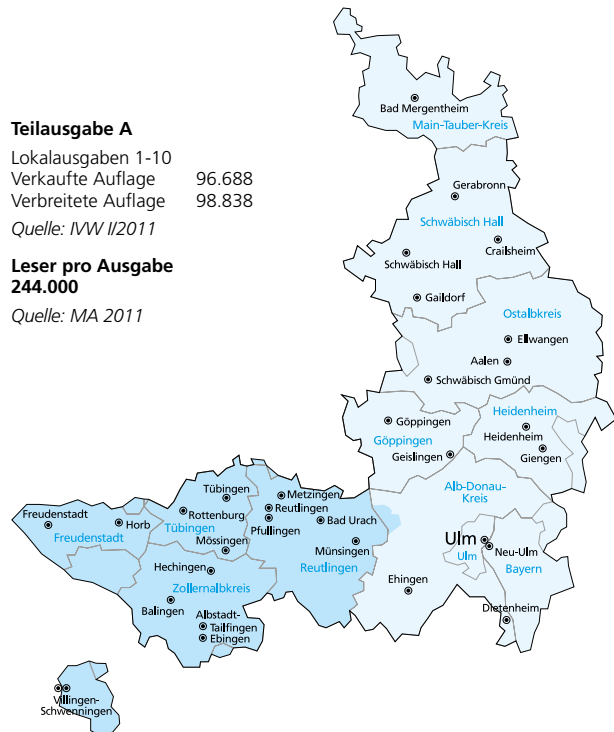 Teilausgabe A
Lokalausgaben 1-10
Verkaufte Auflage 96.688
Verbreitete Auflage 98.838
Quelle: IVW I/2011
Leser pro Ausgabe
244.000
Quelle: MA 2011
Bad Mergentheim
Main-Tauber-Kreis
Gerabronn
Schwäbisch Hall
Crailsheim
Schwäbisch Hall
Gaildorf
Ostalbkreis
Ellwangen
Aalen
Schwäbisch Gmünd
Göppingen
Göppingen
Geislingen
Heidenheim
Heidenheim
Giengen
Alb-Donau-
Kreis
Ulm
Ulm
Neu-Ulm
Bayern
Ehingen
Dietenheim
Tübingen
Rottenburg
Tübingen
Mössingen
Metzingen
Reutlingen
Pfullingen
Bad Urach
Münsingen
Reutlingen
Freudenstadt
Horb
Freudenstadt
Hechingen
Zollernalbkreis
Balingen
Albstadt-
Tailfingen
Ebingen
Villingen-
Schwenningen